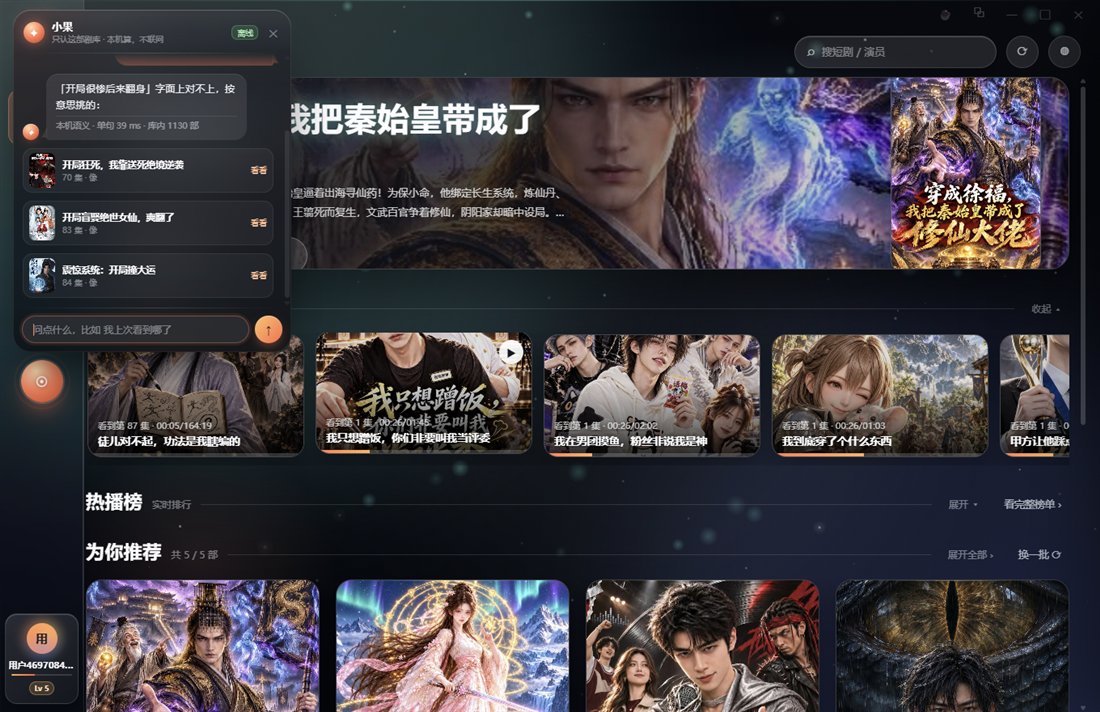 小果
只认这部剧库 · 本机算，不联网
离线
「开局很惨后来翻身」字面上对不上，按
意思挑的：
本机语义 · 单句 39 ms · 库内 1130 部
开局狂死，我靠送死绝境逆袭
70 集 · 像
看看
开局盲娶绝世女仙，爽翻了
83 集 · 像
看看
震惊系统：开局撞大运
84 集 · 像
看看
问点什么，比如 我上次看到哪了
搜短剧 / 演员
我把秦始皇带成了
皇逼着出海寻仙药！为保小命，他绑定长生系统，炼仙丹、
王翦死而复生，文武百官争着修仙，阴阳家却暗中设局。...
穿成徐福，
我把秦始皇带成了
修仙大佬
收起
看到第 87 集 · 00:05/164:19
徒儿对不起，功法是我瞎编的
我只想蹭饭，
你们非要叫我
看到第 1 集 · 00:26/01:45
我只想蹭饭，你们非要叫我当评委
看到第 1 集 · 00:26/02:02
我在男团摸鱼，粉丝非说我是神
看到第 1 集 · 00:26/01:03
我到底穿了个什么东西
看到第 1 集 · 0
甲方让他
热播榜
实时排行
展开
看完整榜单 ›
为你推荐
共 5 / 5 部
展开全部 ›
换一批
用
用户4697084...
Lv 5